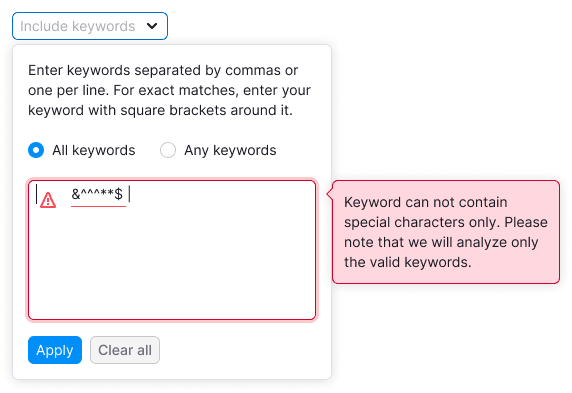 Include keywords
Enter keywords separated by commas or
one per line. For exact matches, enter your
keyword with square brackets around it.
All keywords Any keywords
&^^^**$
Keyword can not contain
special characters only. Please
note that we will analyze only
the valid keywords.
Apply Clear all